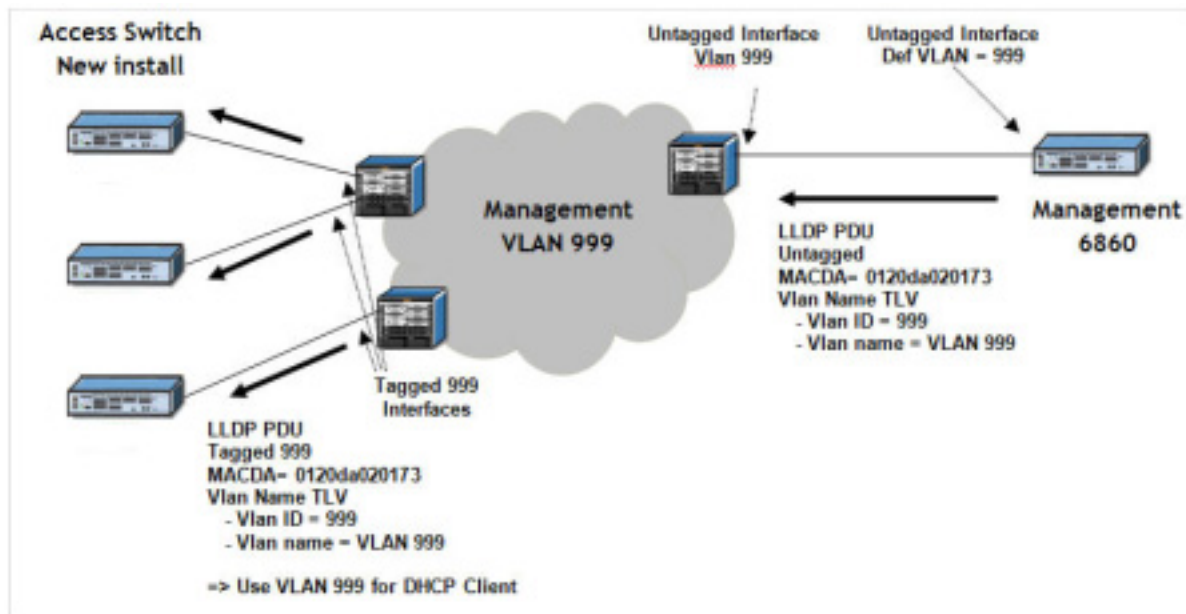 Access Switch
New install
Untagged Interface
Vlan 999
Untagged Interface
Def VLAN = 999
Management
VLAN 999
Management
6860
LLDP PDU
Untagged
MACDA= 0120da020173
Vlan Name TLV
- Vlan ID = 999
- Vlan name = VLAN 999
Tagged 999
Interfaces
LLDP PDU
Tagged 999
MACDA= 0120da020173
Vlan Name TLV
- Vlan ID = 999
- Vlan name = VLAN 999
=> Use VLAN 999 for DHCP Client